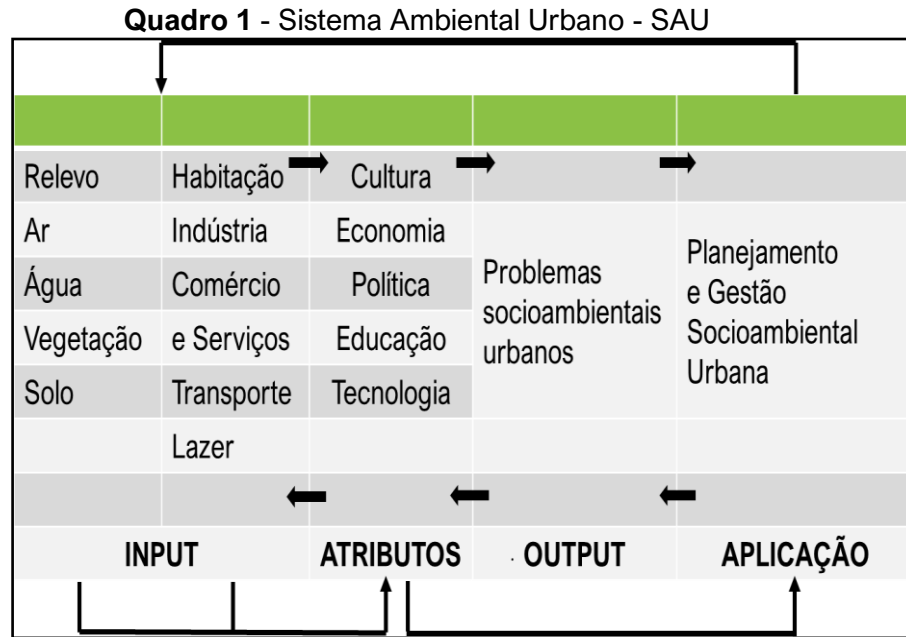 Quadro 1 - Sistema Ambiental Urbano - SAU
Relevo Habitação Cultura
Ar Indústria Economia
Água Comércio Política
Vegetação e Serviços Educação
Solo Transporte Tecnologia
Lazer
Problemas
socioambientais
urbanos
Planejamento
e Gestão
Socioambiental
Urbana
INPUT ATRIBUTOS . OUTPUT APLICAÇÃO